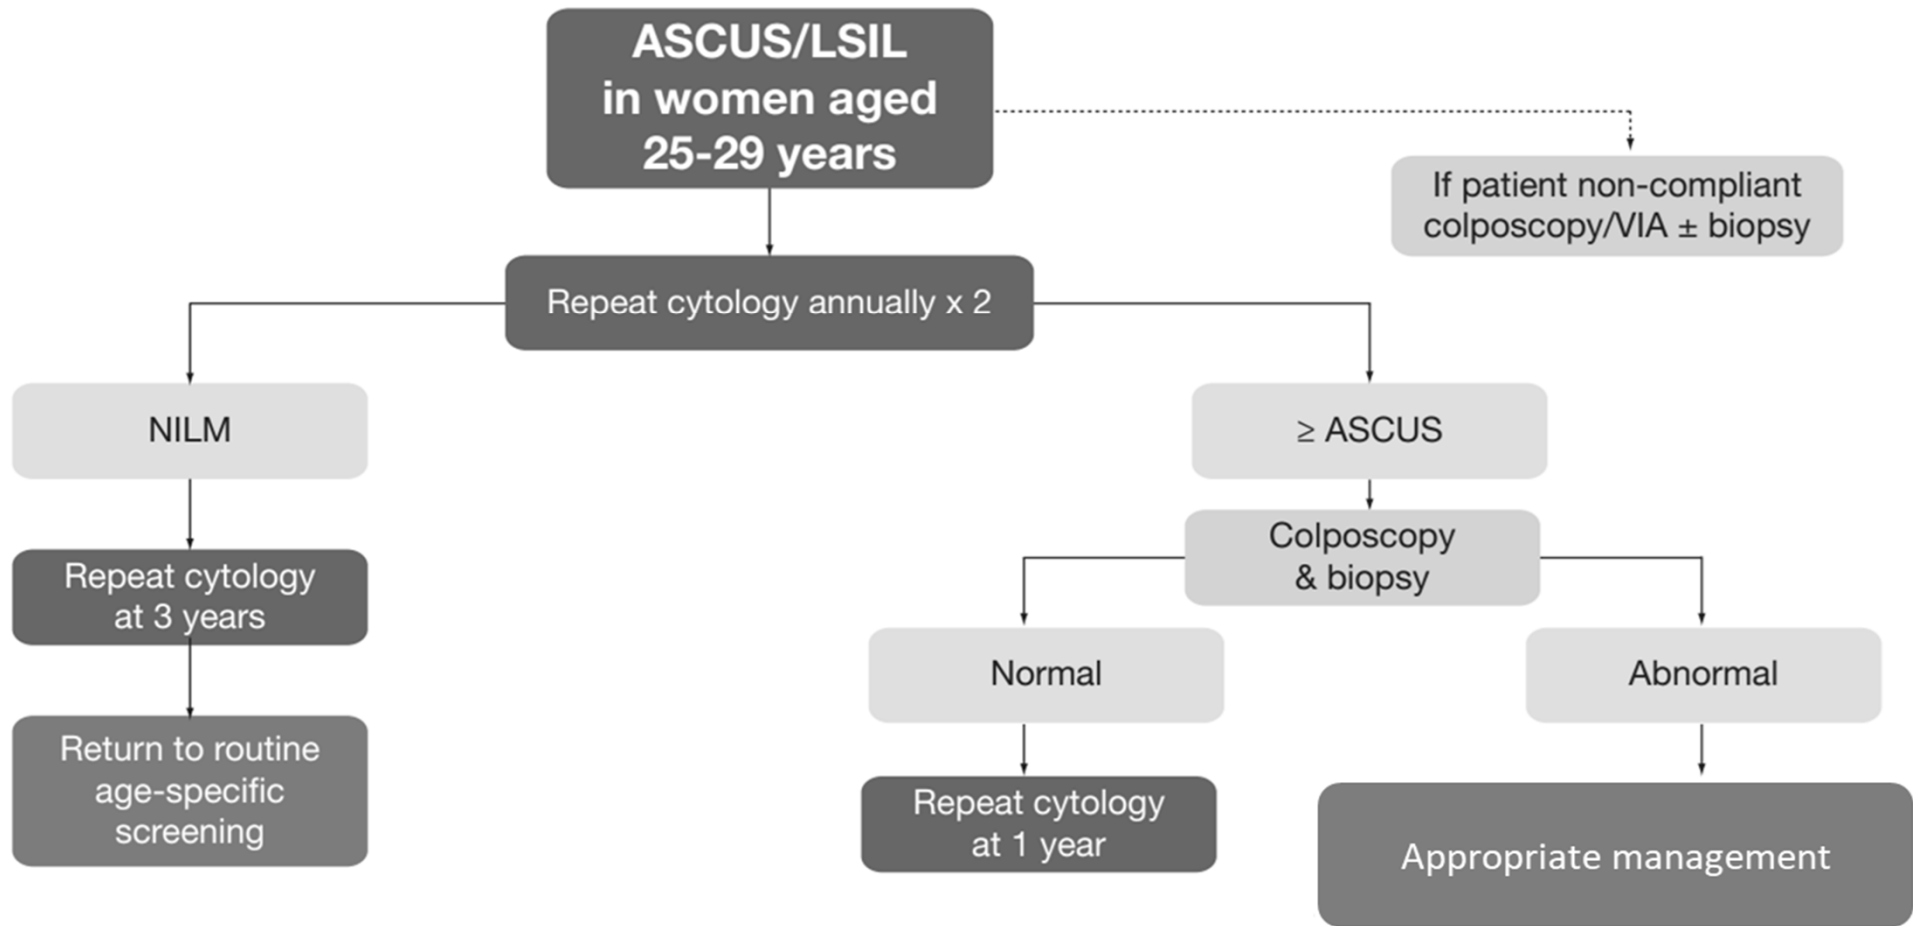 ASCUS/LSIL
in women aged
25-29 years
If patient non-compliant
colposcopy/VIA ± biopsy
Repeat cytology annually x 2
NILM
≥ ASCUS
Repeat cytology
at 3 years
Colposcopy
& biopsy
Return to routine
age-specific
screening
Normal
Abnormal
Repeat cytology
at 1 year
Appropriate management